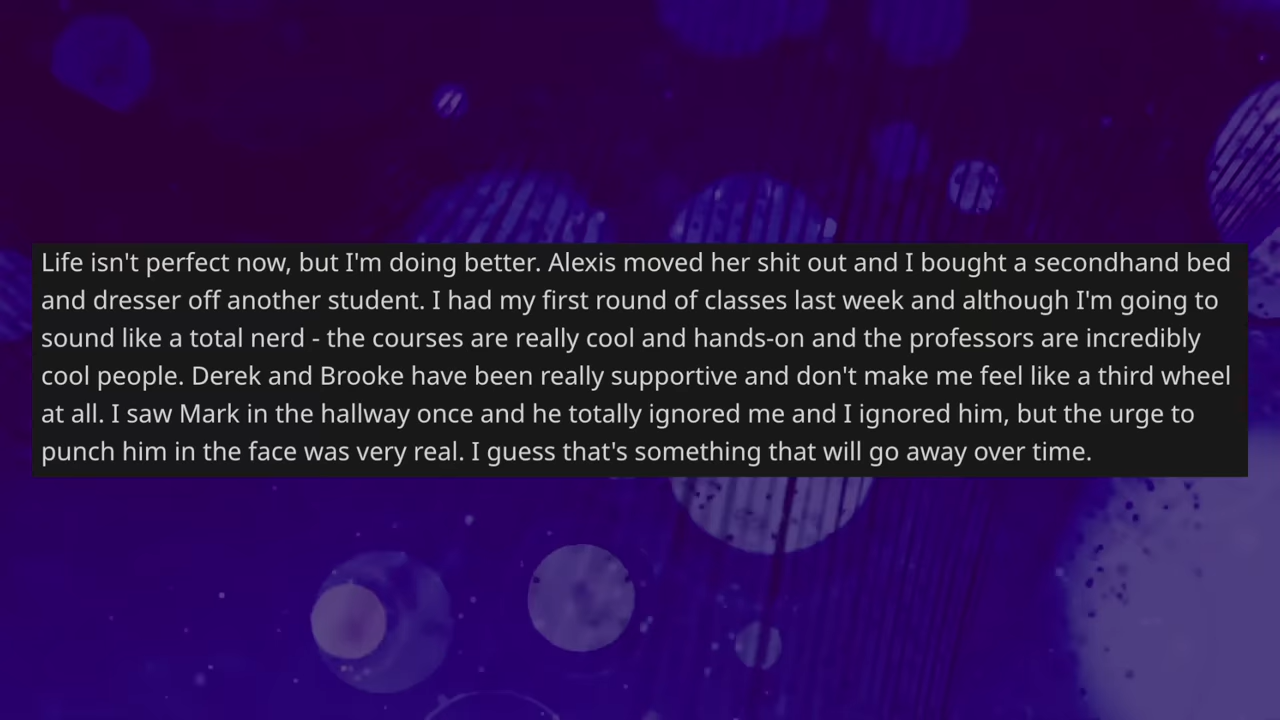 Life isn't perfect now, but I'm doing better. Alexis moved her shit out and I bought a secondhand bed
and dresser off another student. I had my first round of classes last week and although I'm going to
sound like a total nerd - the courses are really cool and hands-on and the professors are incredibly
cool people. Derek and Brooke have been really supportive and don't make me feel like a third wheel
at all. I saw Mark in the hallway once and he totally ignored me and I ignored him, but the urge to
punch him in the face was very real. I guess that's something that will go away over time.